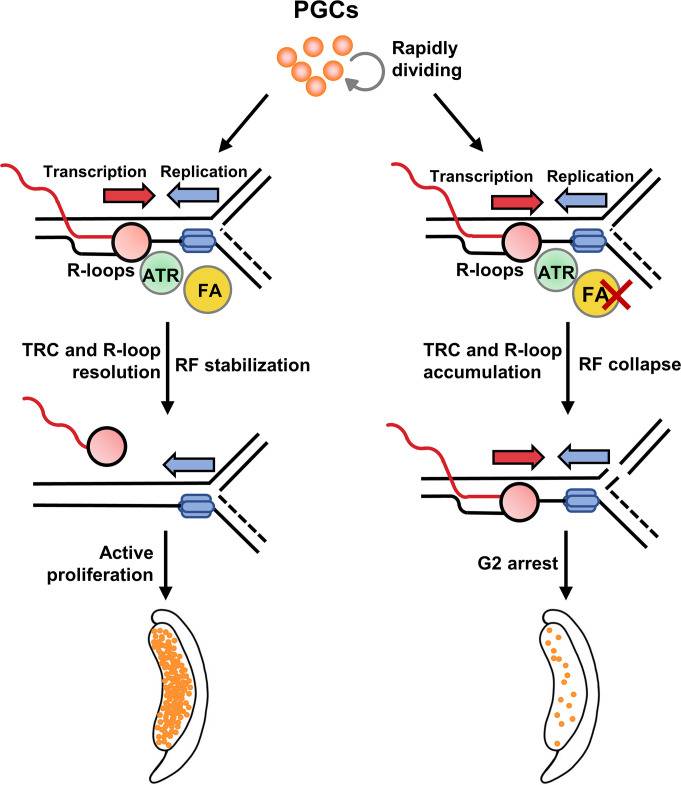 PGCs
Rapidly
dividing
Transcription Replication
R-loops
ATR
FA
Transcription Replication
R-loops
ATR
FA
TRC and R-loop
resolution
RF stabilization
TRC and R-loop
accumulation
RF collapse
Active
proliferation
G2 arrest